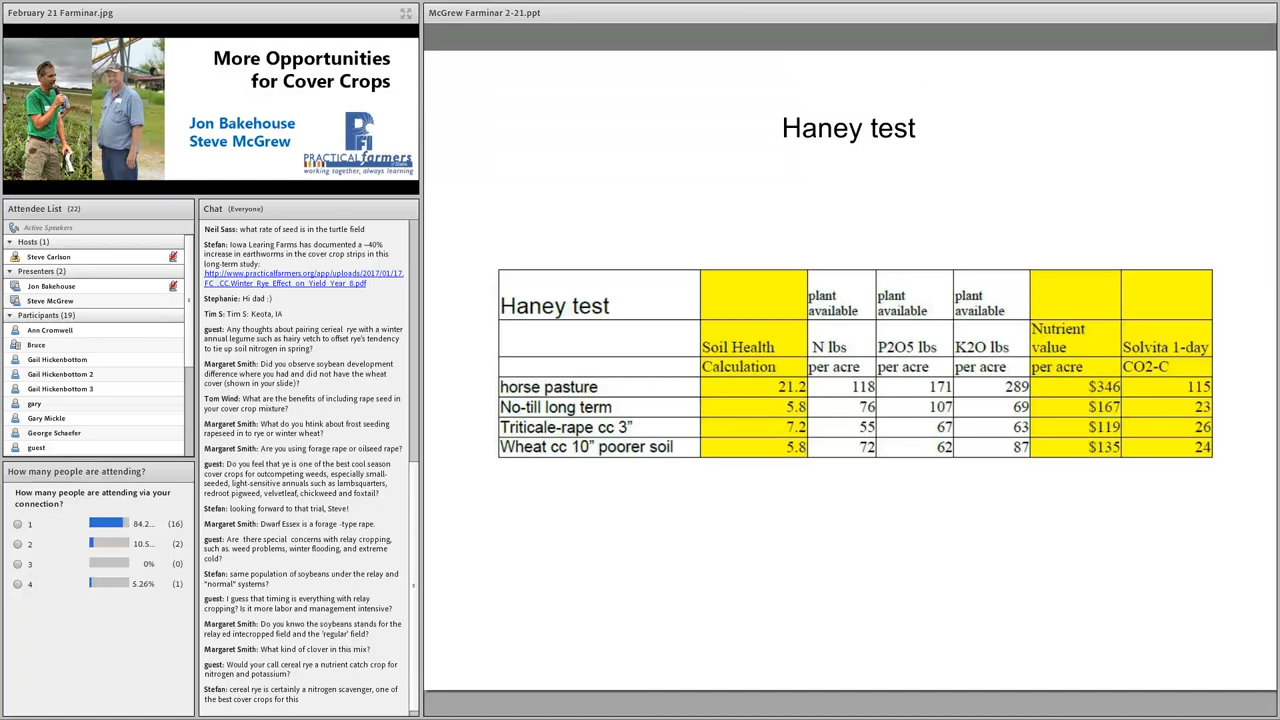 February 21 Farminar.jpg
More Opportunities
for Cover Crops
Jon Bakehouse
Steve McGrew
PFI
PRACTICAL farmers
working together, always learning
Attendee List (22)
Active Speakers
Hosts (1)
Steve Carlson
Presenters (2)
Jon Bakehouse
Steve McGrew
Participants (19)
Ann Cromwell
Bruce
Gail Hickenbottom
Gail Hickenbottom 2
Gail Hickenbottom 3
gary
Gary Mickle
George Schaefer
guest
How many people are attending?
How many people are attending via your
connection?
1 84.2... (16)
2 10.5... (2)
3 0% (0)
4 5.26% (1)
Chat (Everyone)
Neil Sass: what rate of seed is in the turtle field
Stefan: Iowa Learing Farms has documented a ~40%
increase in earthworms in the cover crop strips in this
long-term study:
http://www.practicalfarmers.org/app/uploads/2017/01/17.
FC_.CC.Winter_Rye_Effect_on_Yield_Year_8.pdf
Stephanie: Hi dad :)
Tim S: Tim S: Keota, IA
guest: Any thoughts about pairing cerieal rye with a winter
annual legume such as hairy vetch to offset rye's tendency
to tie up soil nitrogen in spring?
Margaret Smith: Did you observe soybean development
difference where you had and did not have the wheat
cover (shown in your slide)?
Tom Wind: What are the benefits of including rape seed in
your cover crop mixture?
Margaret Smith: What do you htink about frost seeding
rapeseed in to rye or winter wheat?
Margaret Smith: Are you using forage rape or oilseed rape?
guest: Do you feel that ye is one of the best cool season
cover crops for outcompeting weeds, especially small-
seeded, light-sensitive annuals such as lambsquarters,
redroot pigweed, velvetleaf, chickweed and foxtail?
Stefan: looking forward to that trial, Steve!
Margaret Smith: Dwarf Essex is a forage -type rape.
guest: Are there special concerns with relay cropping,
such as. weed problems, winter flooding, and extreme
cold?
Stefan: same population of soybeans under the relay and
"normal" systems?
guest: I guess that timing is everything with relay
cropping? Is it more labor and management intensive?
Margaret Smith: Do you knwo the soybeans stands for the
relay ed intecropped field and the 'regular' field?
Margaret Smith: What kind of clover in this mix?
guest: Would your call cereal rye a nutrient catch crop for
nitrogen and potassium?
Stefan: cereal rye is certainly a nitrogen scavenger, one of
the best cover crops for this
McGrew Farminar 2-21.ppt
Haney test
Haney test plant available plant available plant available
Soil Health N lbs P2O5 lbs K2O lbs Nutrient value Solvita 1-day
Calculation per acre per acre per acre per acre CO2-C
horse pasture 21.2 118 171 289 $346 115
No-till long term 5.8 76 107 69 $167 23
Triticale-rape cc 3” 7.2 55 67 63 $119 26
Wheat cc 10” poorer soil 5.8 72 62 87 $135 24